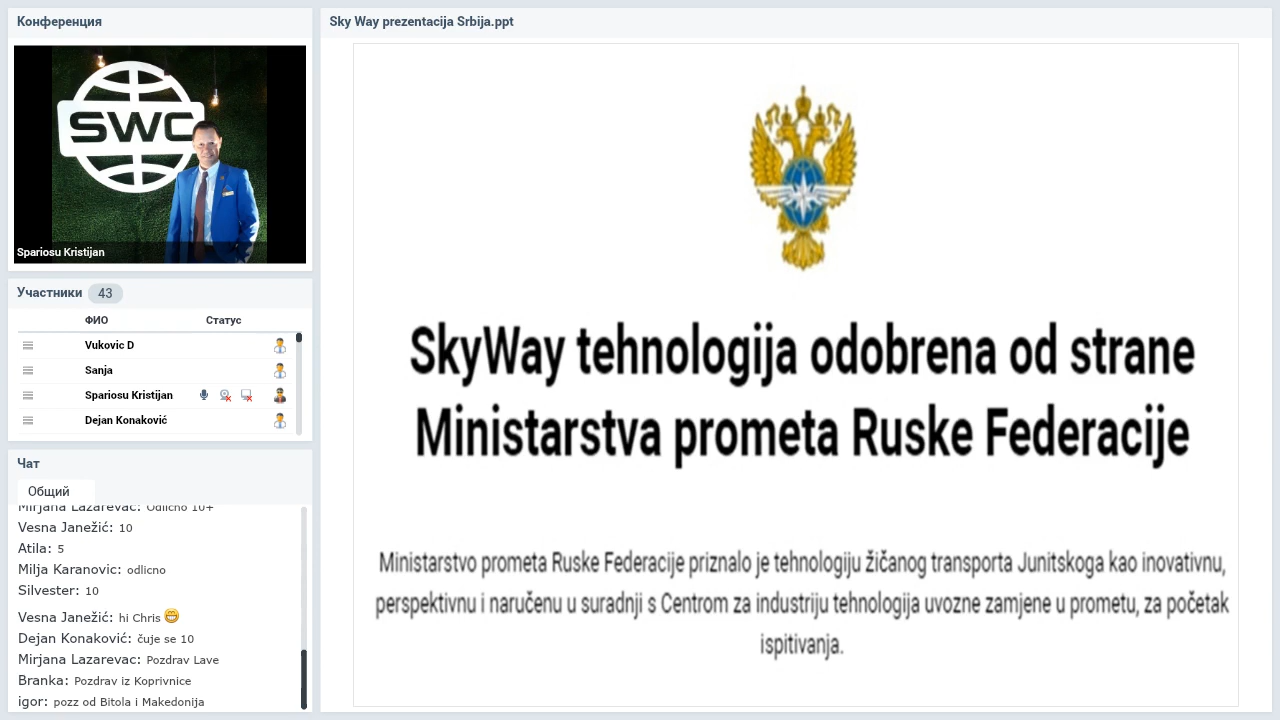 Конференция
SWC
Spariosu Kristijan
Участники 43
ФИО Статус
Vukovic D
Sanja
Spariosu Kristijan
Dejan Konaković
Чат
Общий
Mirjana Lazarevac: Odlicno 10+
Vesna Janežić: 10
Atila: 5
Milja Karanovic: odlicno
Silvester: 10
Vesna Janežić: hi Chris
Dejan Konaković: čuje se 10
Mirjana Lazarevac: Pozdrav Lave
Branka: Pozdrav iz Koprivnice
igor: pozz od Bitola i Makedonija
Sky Way prezentacija Srbija.ppt
SkyWay tehnologija odobrena od strane
Ministarstva prometa Ruske Federacije
Ministarstvo prometa Ruske Federacije priznalo je tehnologiju žičanog transporta Junitskoga kao inovativnu,
perspektivnu i naručenu u suradnji s Centrom za industriju tehnologija uvozne zamjene u prometu, za početak
ispitivanja.